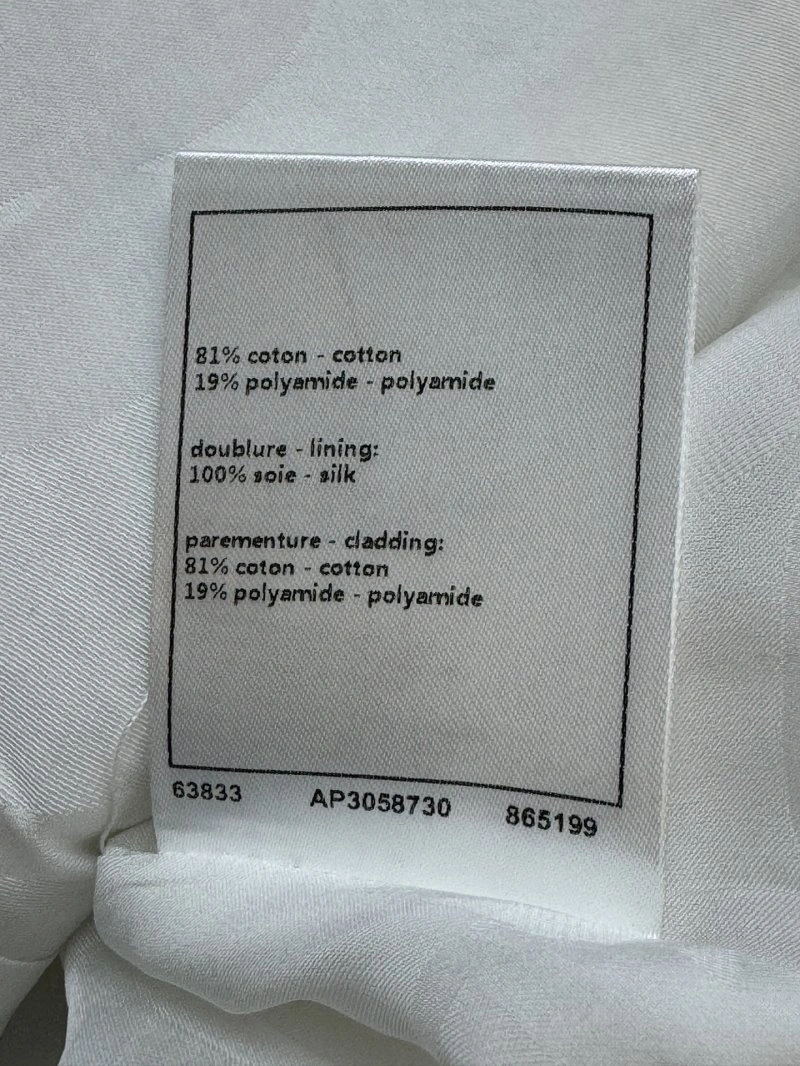 81% coton - cotton
19% polyamide - polyamide
doublure - lining:
100% soie - silk
parementure - cladding:
81% coton - cotton
19% polyamide - polyamide
63833 AP3058730 865199